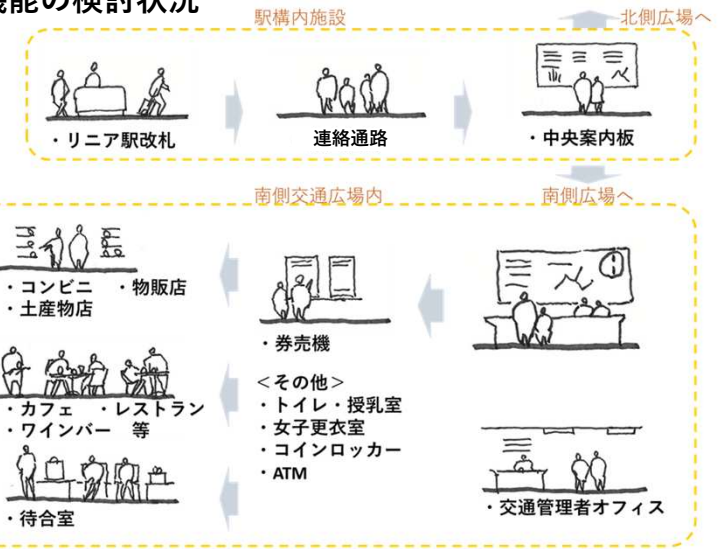 能の検討状況
駅構内施設
北側広場へ
・リニア駅改札
連絡通路
・中央案内板
南側交通広場内
南側広場へ
・コンビニ ・物販店
・土産物店
・券売機
・カフェ ・レストラン
・ワインバー 等
＜その他＞
・トイレ・授乳室
・女子更衣室
・コインロッカー
・ATM
・待合室
・交通管理者オフィス